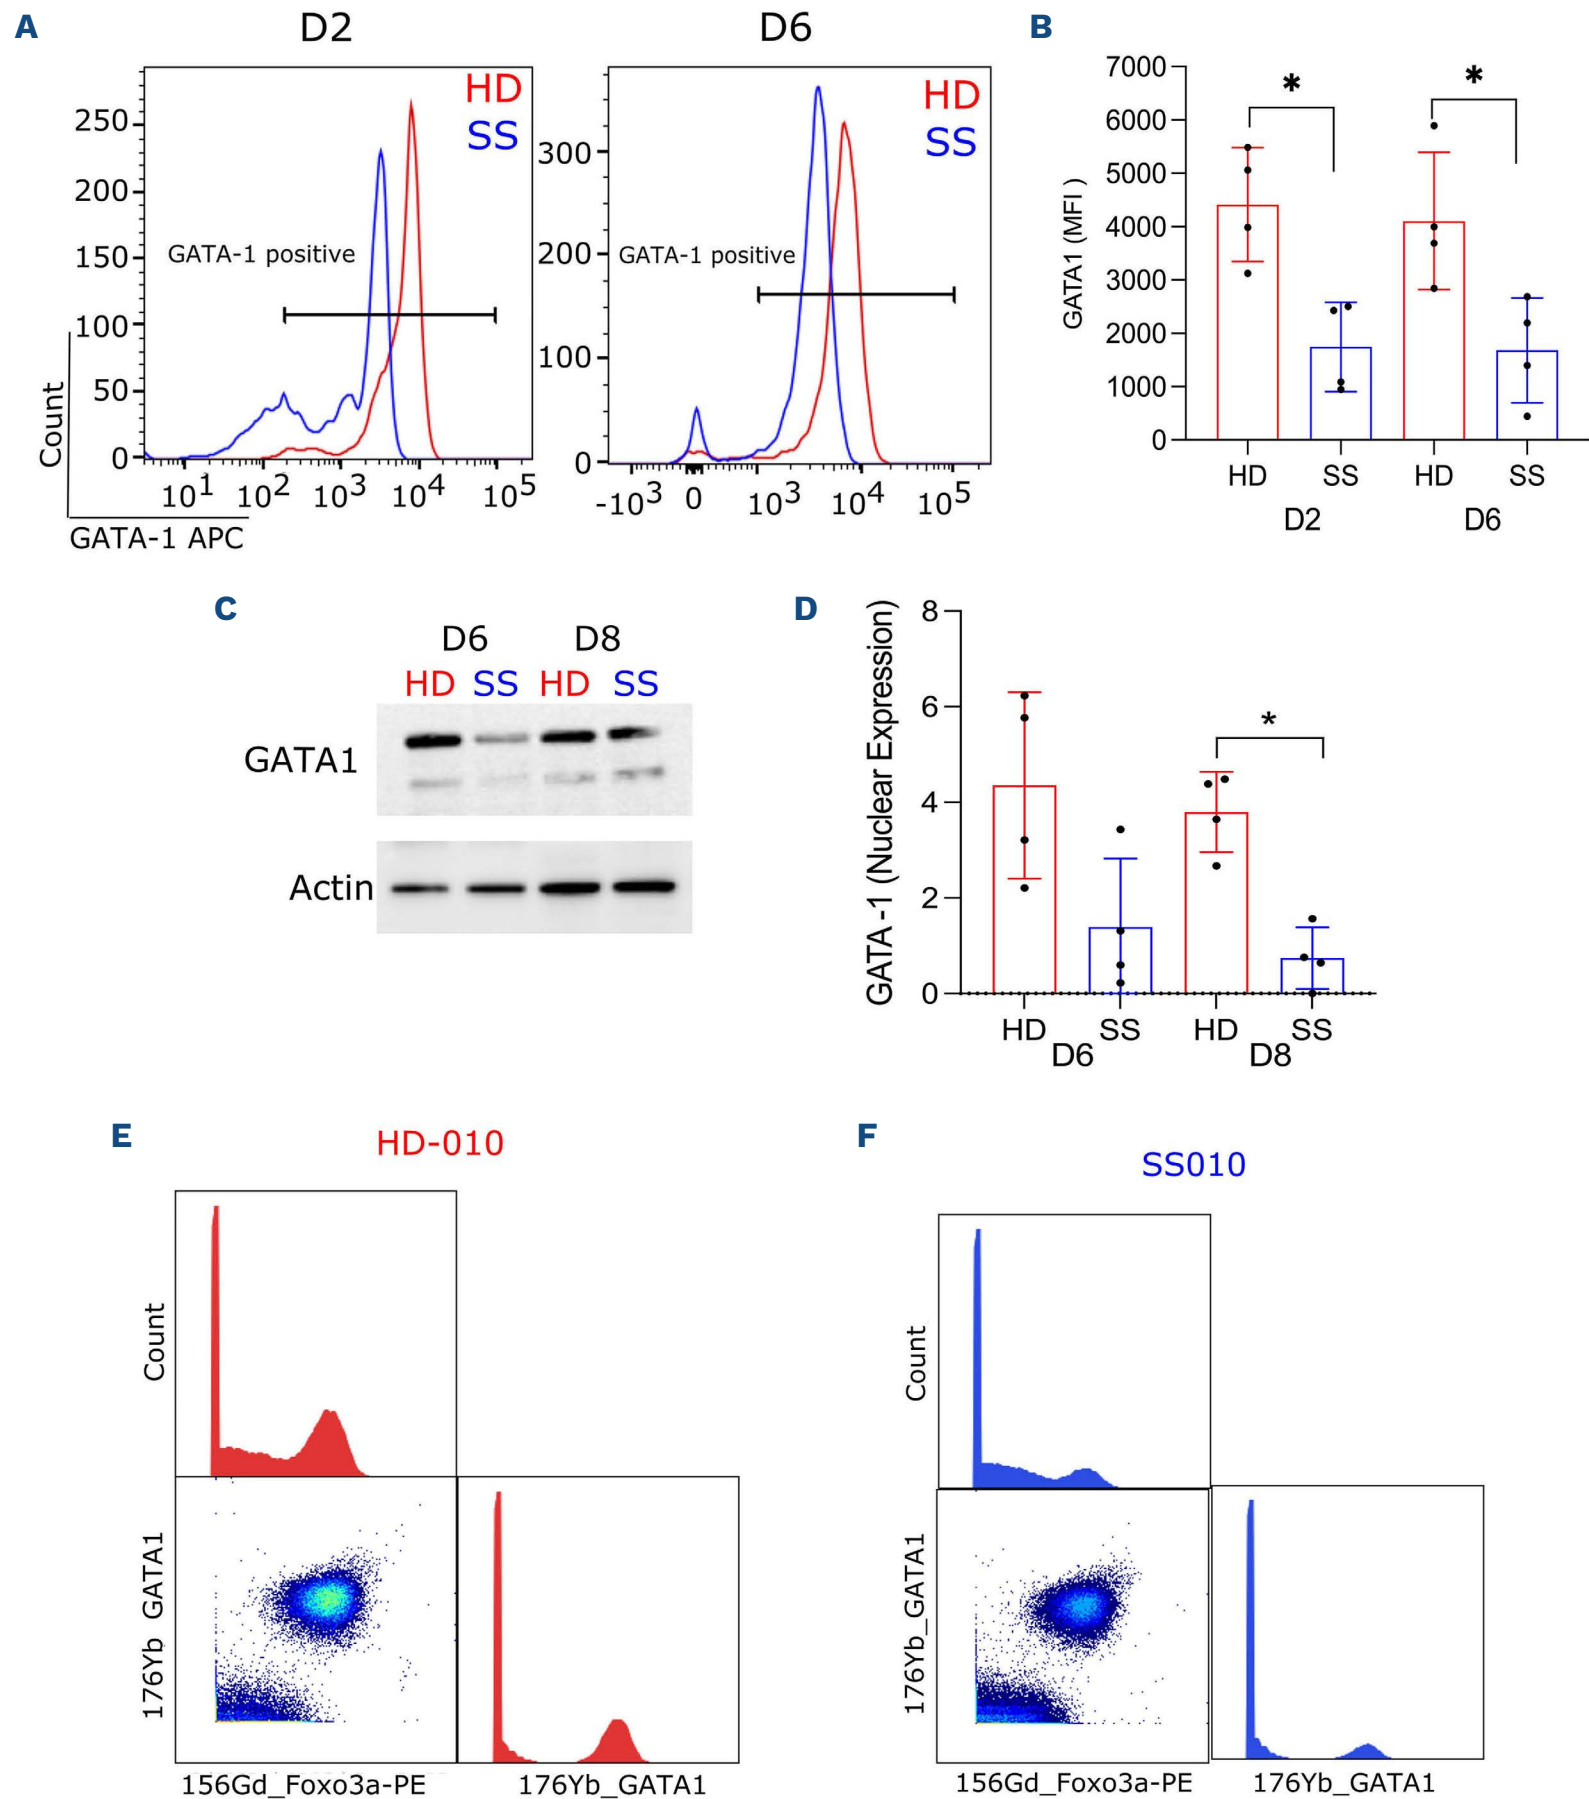 A
D2
D6
HD
SS
GATA-1 positive
250
200
150
100
50
0
Count
10¹ 10² 10³ 10⁴ 10⁵
GATA-1 APC
HD
SS
GATA-1 positive
300
200
100
0
-10³ 0 10³ 10⁴ 10⁵
B
*
*
7000
6000
5000
4000
3000
2000
1000
0
GATA1 (MFI )
HD SS HD SS
D2 D6
C
D6 D8
HD SS HD SS
GATA1
Actin
D
8
6
4
2
0
GATA -1 (Nuclear Expression)
*
HD SS HD SS
D6 D8
E
HD-010
Count
176Yb GATA1
156Gd_Foxo3a-PE
176Yb_GATA1
F
SS010
Count
176Yb_GATA1
156Gd_Foxo3a-PE
176Yb_GATA1